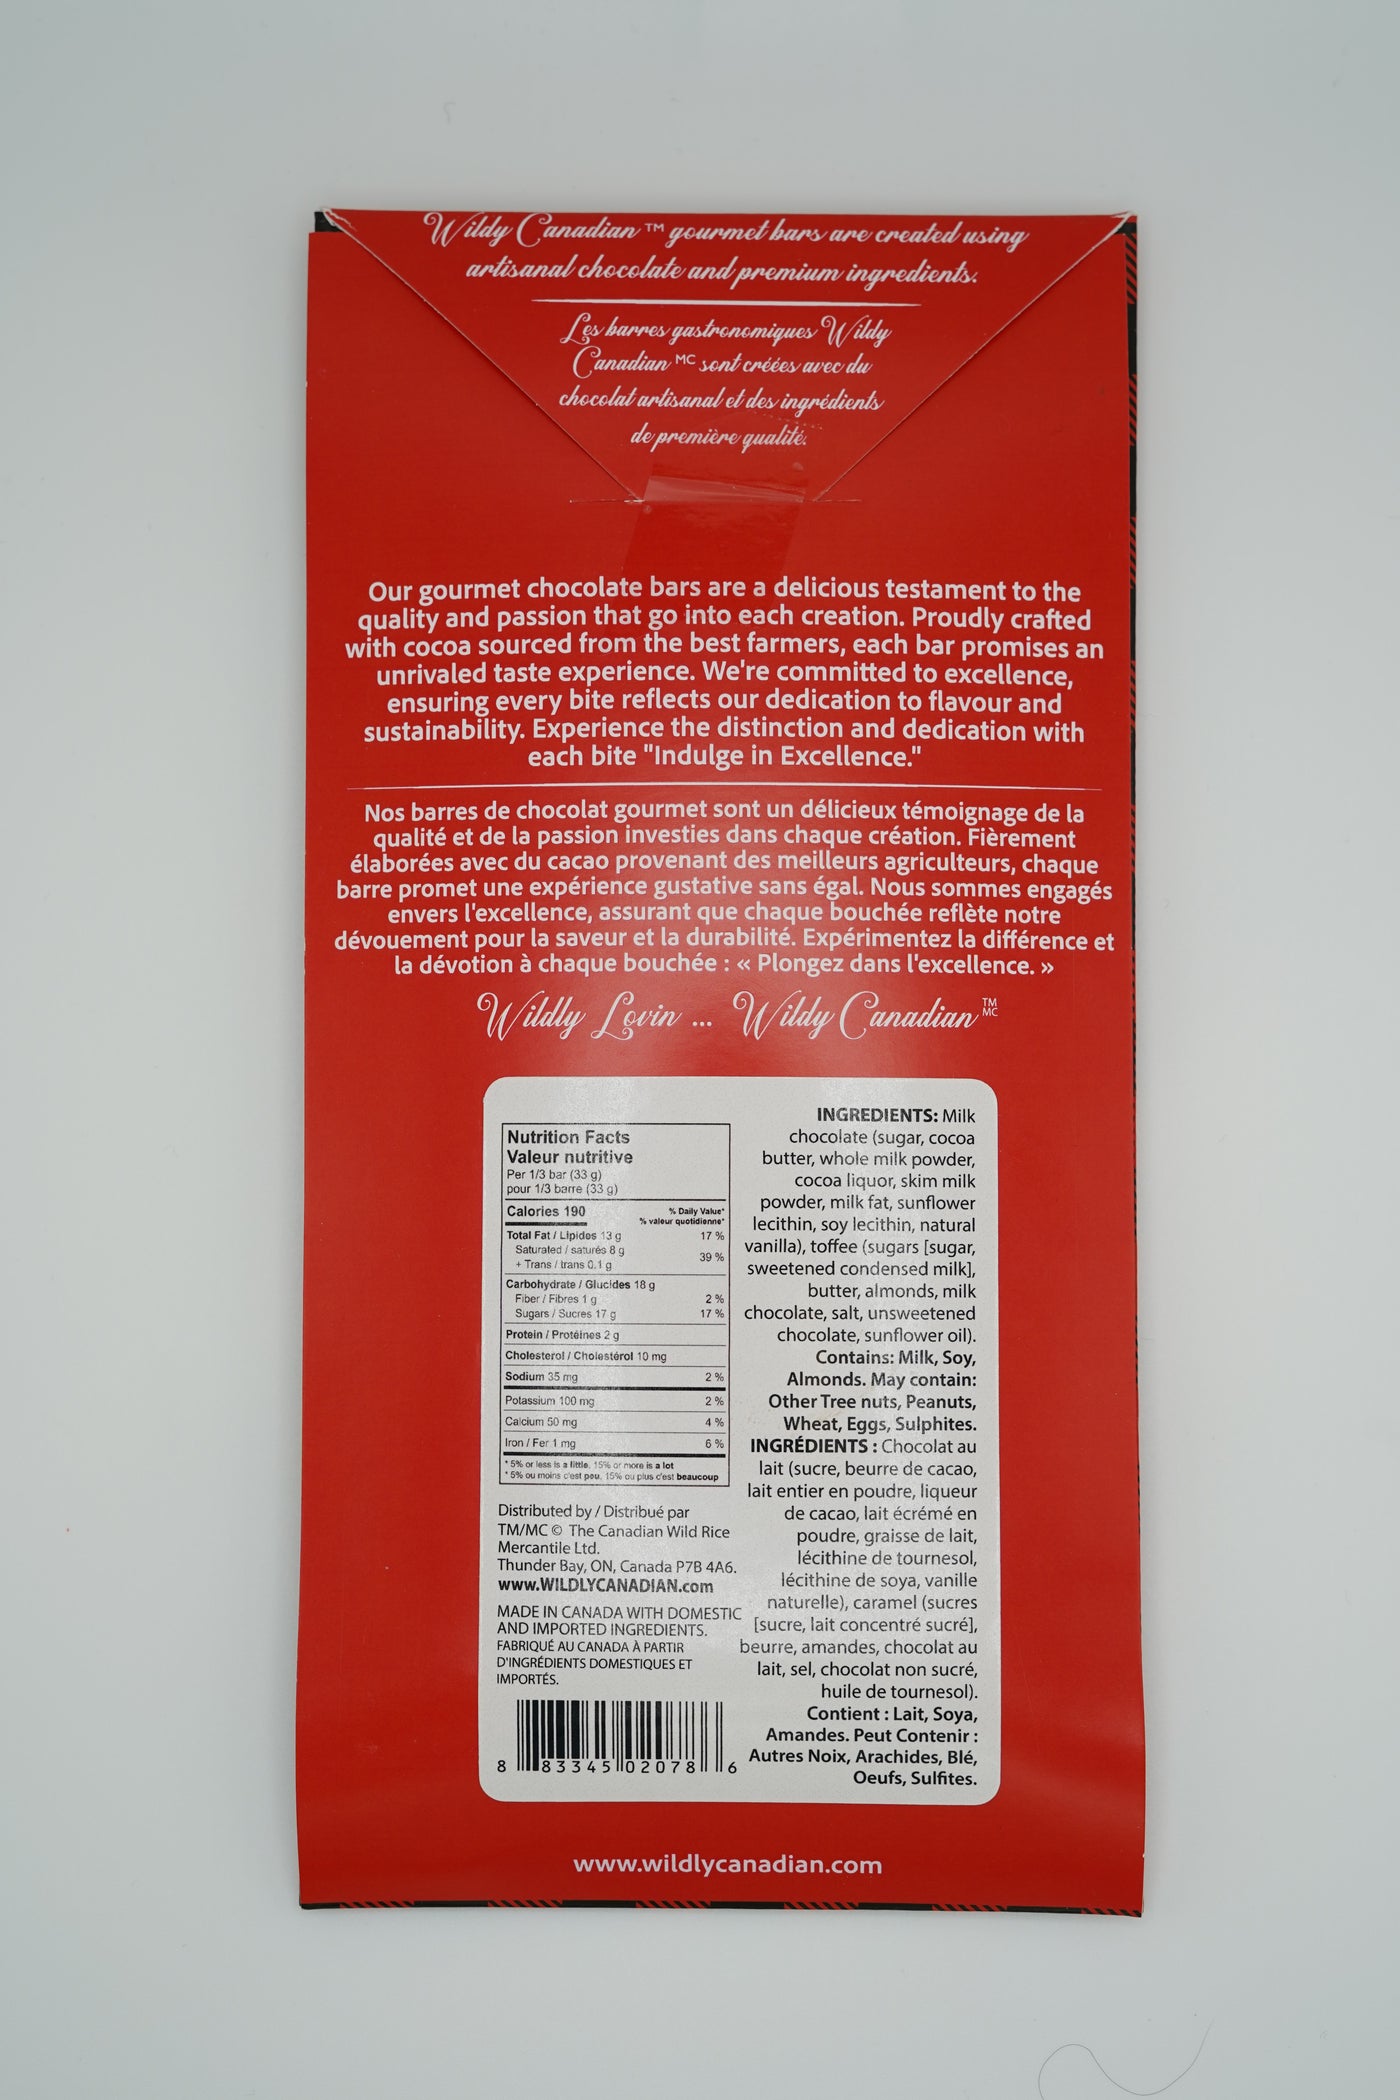 Wildy Canadian ™ gourmet bars are created using
artisanal chocolate and premium ingredients.
Les barres gastronomiques Wildy
Canadian MC sont créées avec du
chocolat artisanal et des ingrédients
de première qualité.
Our gourmet chocolate bars are a delicious testament to the
quality and passion that go into each creation. Proudly crafted
with cocoa sourced from the best farmers, each bar promises an
unrivaled taste experience. We're committed to excellence,
ensuring every bite reflects our dedication to flavour and
sustainability. Experience the distinction and dedication with
each bite "Indulge in Excellence."
Nos barres de chocolat gourmet sont un délicieux témoignage de la
qualité et de la passion investies dans chaque création. Fièrement
élaborées avec du cacao provenant des meilleurs agriculteurs, chaque
barre promet une expérience gustative sans égal. Nous sommes engagés
envers l'excellence, assurant que chaque bouchée reflète notre
dévouement pour la saveur et la durabilité. Expérimentez la différence et
la dévotion à chaque bouchée : « Plongez dans l'excellence. »
Wildly Lovin ... Wildy Canadian TM MC
Nutrition Facts
Valeur nutritive
Per 1/3 bar (33 g)
pour 1/3 barre (33 g)
Calories 190 % Daily Value*
% valeur quotidienne*
Total Fat / Lipides 13 g 17 %
Saturated / saturés 8 g
+ Trans / trans 0.1 g 39 %
Carbohydrate / Glucides 18 g
Fiber / Fibres 1 g 2 %
Sugars / Sucres 17 g 17 %
Protein / Protéines 2 g
Cholesterol / Cholestérol 10 mg
Sodium 35 mg 2 %
Potassium 100 mg 2 %
Calcium 50 mg 4 %
Iron / Fer 1 mg 6 %
* 5% or less is a little, 15% or more is a lot
* 5% ou moins c'est peu, 15% ou plus c'est beaucoup
Distributed by / Distribué par
TM/MC © The Canadian Wild Rice
Mercantile Ltd.
Thunder Bay, ON, Canada P7B 4A6.
www.WILDLYCANADIAN.com
MADE IN CANADA WITH DOMESTIC
AND IMPORTED INGREDIENTS.
FABRIQUÉ AU CANADA À PARTIR
D'INGRÉDIENTS DOMESTIQUES ET
IMPORTÉS.
8 83345 02078 6
INGREDIENTS: Milk
chocolate (sugar, cocoa
butter, whole milk powder,
cocoa liquor, skim milk
powder, milk fat, sunflower
lecithin, soy lecithin, natural
vanilla), toffee (sugars [sugar,
sweetened condensed milk],
butter, almonds, milk
chocolate, salt, unsweetened
chocolate, sunflower oil).
Contains: Milk, Soy,
Almonds. May contain:
Other Tree nuts, Peanuts,
Wheat, Eggs, Sulphites.
INGRÉDIENTS : Chocolat au
lait (sucre, beurre de cacao,
lait entier en poudre, liqueur
de cacao, lait écrémé en
poudre, graisse de lait,
lécithine de tournesol,
lécithine de soya, vanille
naturelle), caramel (sucres
[sucre, lait concentré sucré],
beurre, amandes, chocolat au
lait, sel, chocolat non sucré,
huile de tournesol).
Contient : Lait, Soya,
Amandes. Peut Contenir :
Autres Noix, Arachides, Blé,
Oeufs, Sulfites.
www.wildlycanadian.com